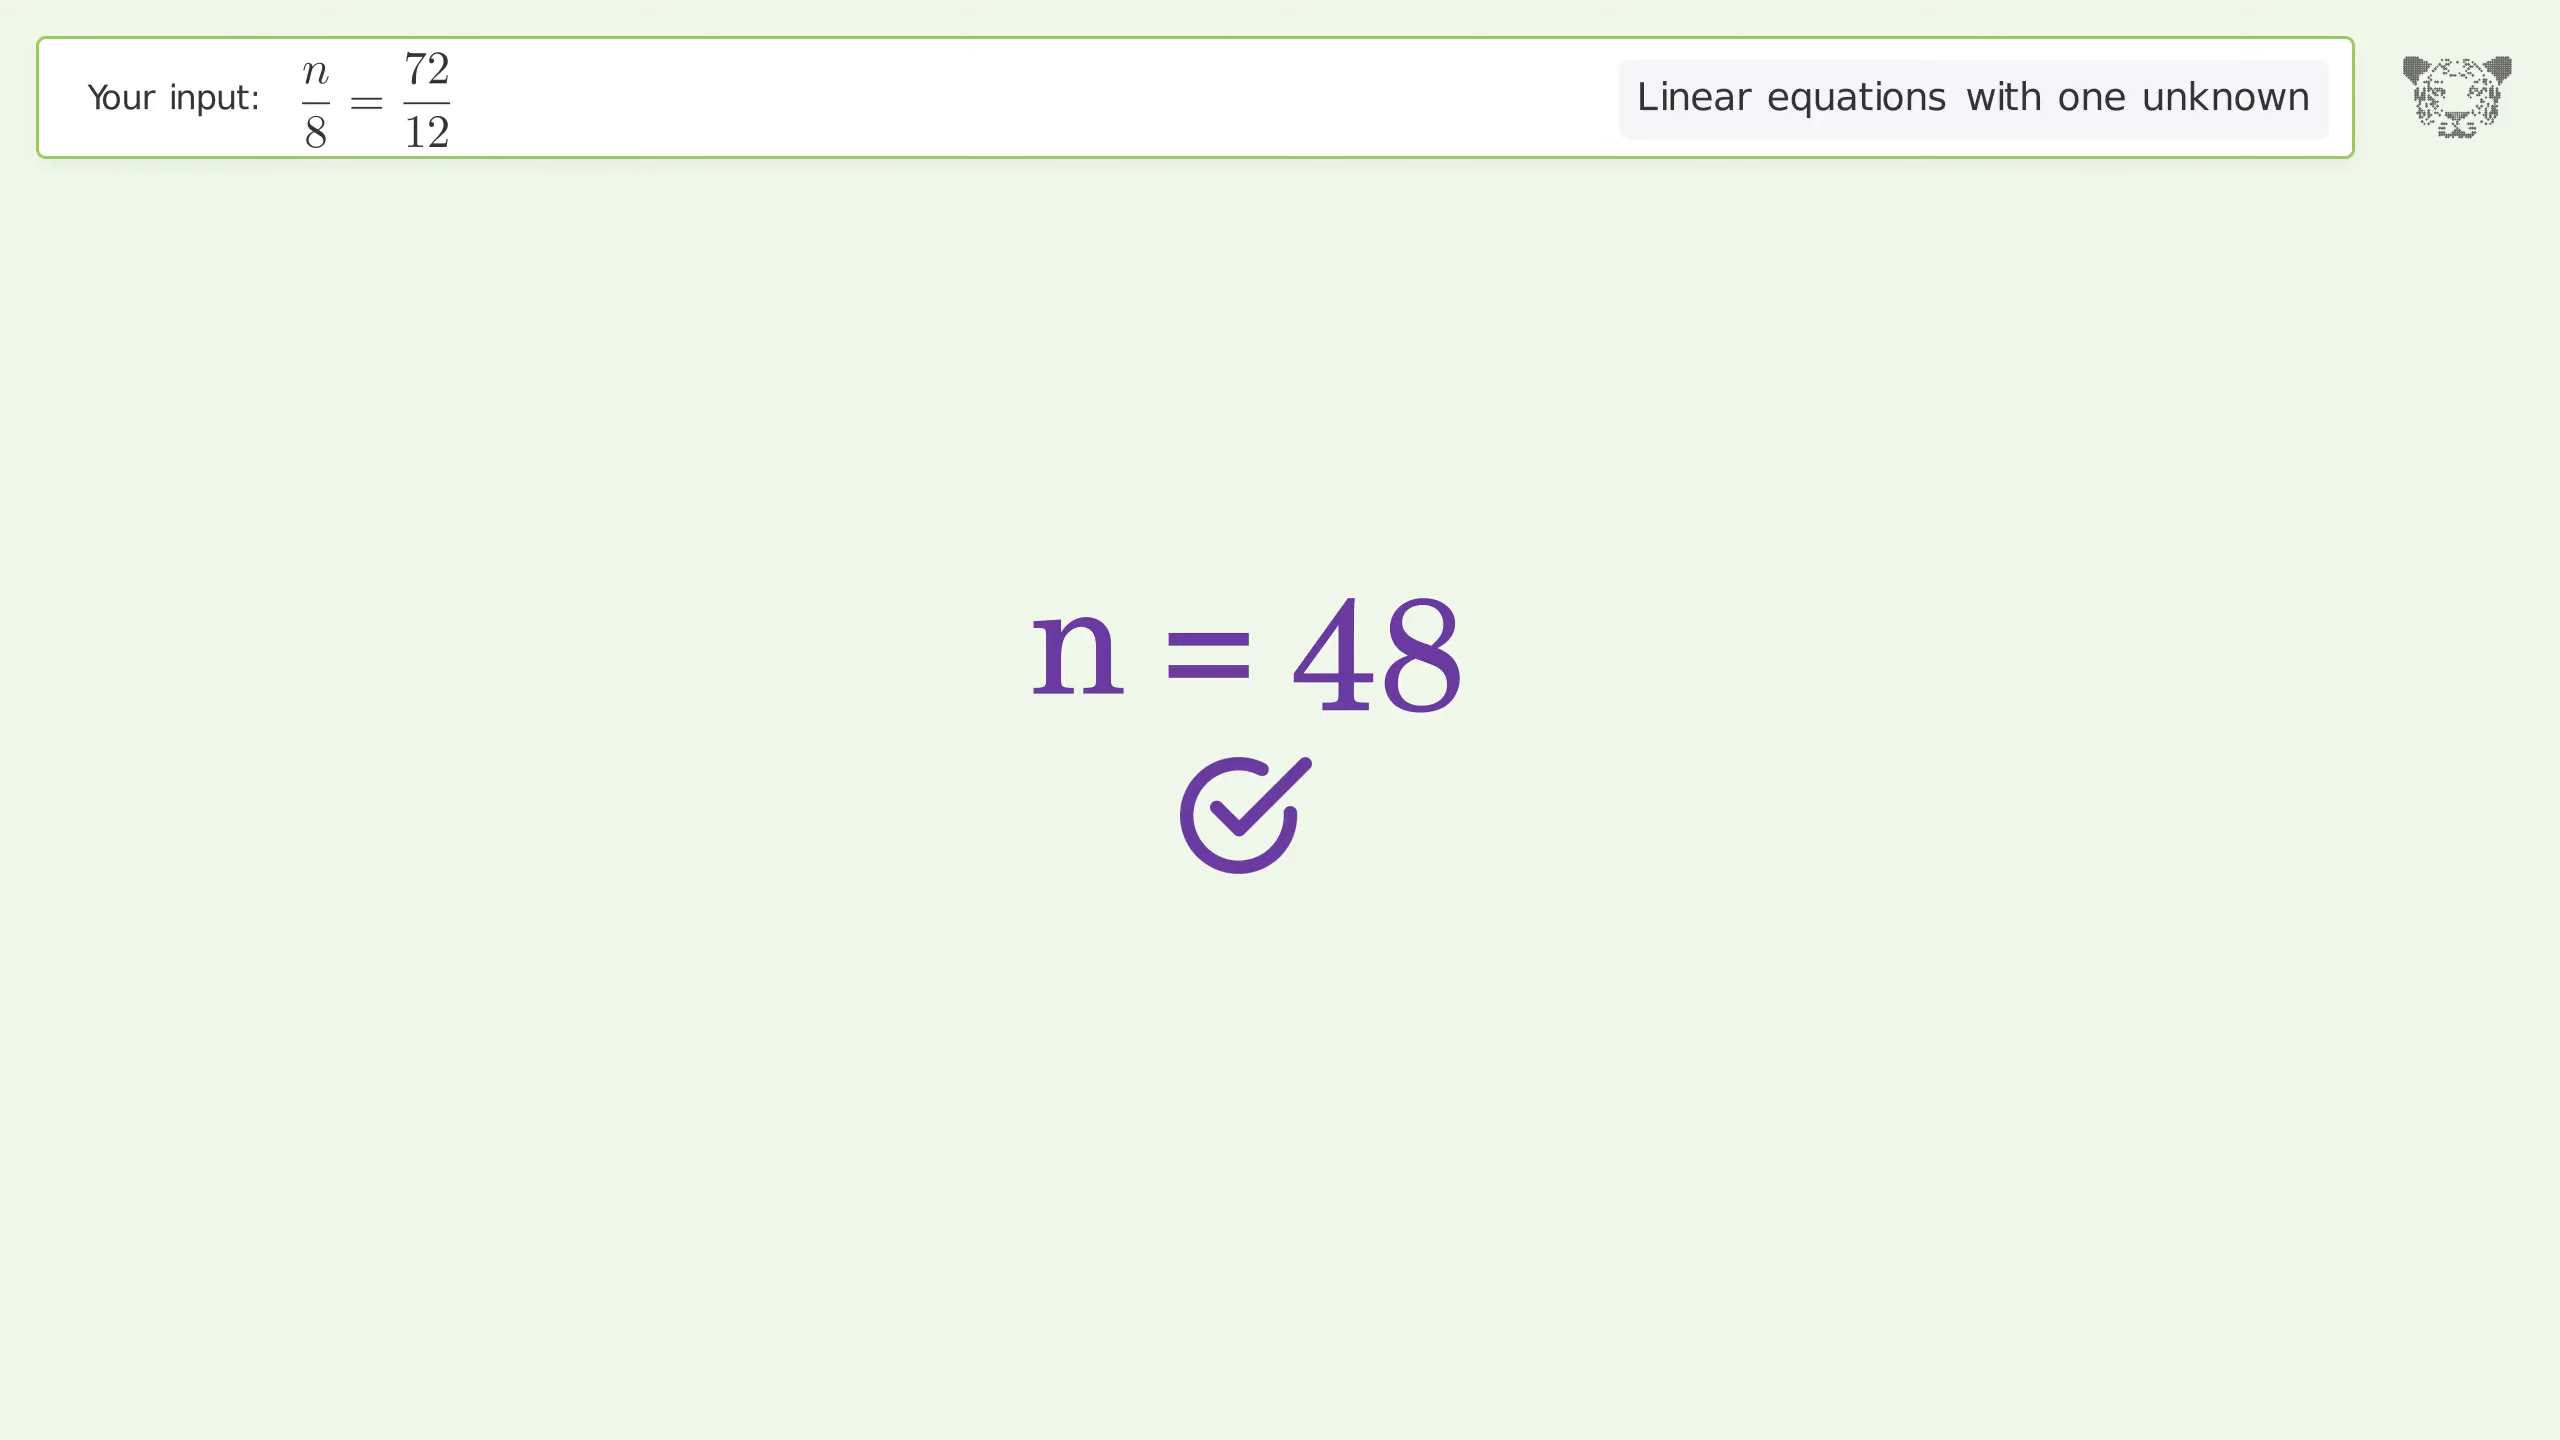 Your input: n/8 = 72/12
Linear equations with one unknown
n = 48